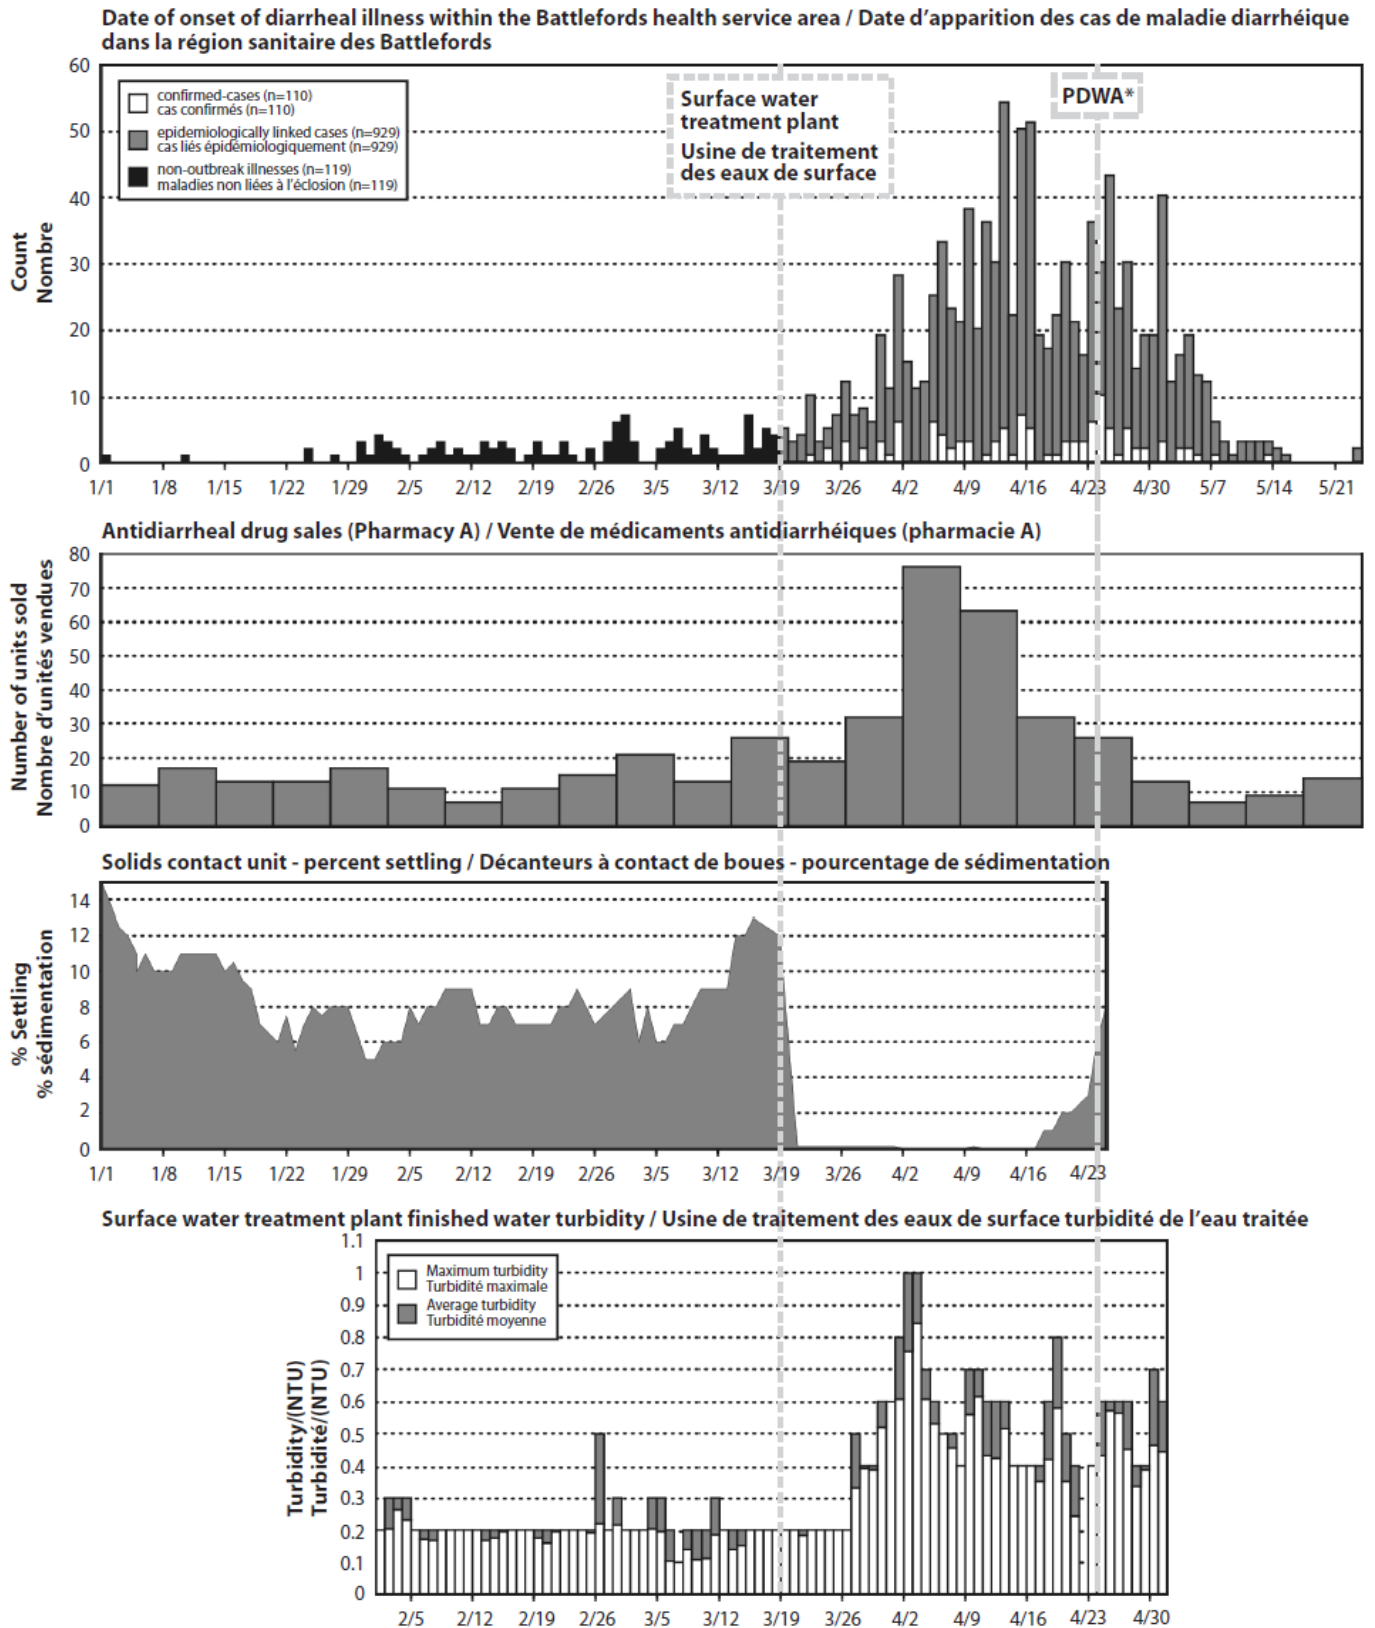 Date of onset of diarrheal illness within the Battlefords health service area / Date d'apparition des cas de maladie diarrhéique
dans la région sanitaire des Battlefords
60
50
40
30
20
10
0
Count
Nombre
confirmed-cases (n=110)
cas confirmés (n=110)
epidemiologically linked cases (n=929)
cas liés épidémiologiquement (n=929)
non-outbreak illnesses (n=119)
maladies non liées à l'éclosion (n=119)
Surface water
treatment plant
Usine de traitement
des eaux de surface
PDWA*
1/1 1/8 1/15 1/22 1/29 2/5 2/12 2/19 2/26 3/5 3/12 3/19 3/26 4/2 4/9 4/16 4/23 4/30 5/7 5/14 5/21
Antidiarrheal drug sales (Pharmacy A) / Vente de médicaments antidiarrhéiques (pharmacie A)
80
70
60
50
40
30
20
10
0
Number of units sold
Nombre d'unités vendues
Solids contact unit - percent settling / Décanteurs à contact de boues - pourcentage de sédimentation
14
12
10
8
6
4
2
0
% Settling
% sédimentation
1/1 1/8 1/15 1/22 1/29 2/5 2/12 2/19 2/26 3/5 3/12 3/19 3/26 4/2 4/9 4/16 4/23
Surface water treatment plant finished water turbidity / Usine de traitement des eaux de surface turbidité de l'eau traitée
1.1
1
0.9
0.8
0.7
0.6
0.5
0.4
0.3
0.2
0.1
0
Turbidity/(NTU)
Turbidité/(NTU)
Maximum turbidity
Turbidité maximale
Average turbidity
Turbidité moyenne
2/5 2/12 2/19 2/26 3/5 3/12 3/19 3/26 4/2 4/9 4/16 4/23 4/30